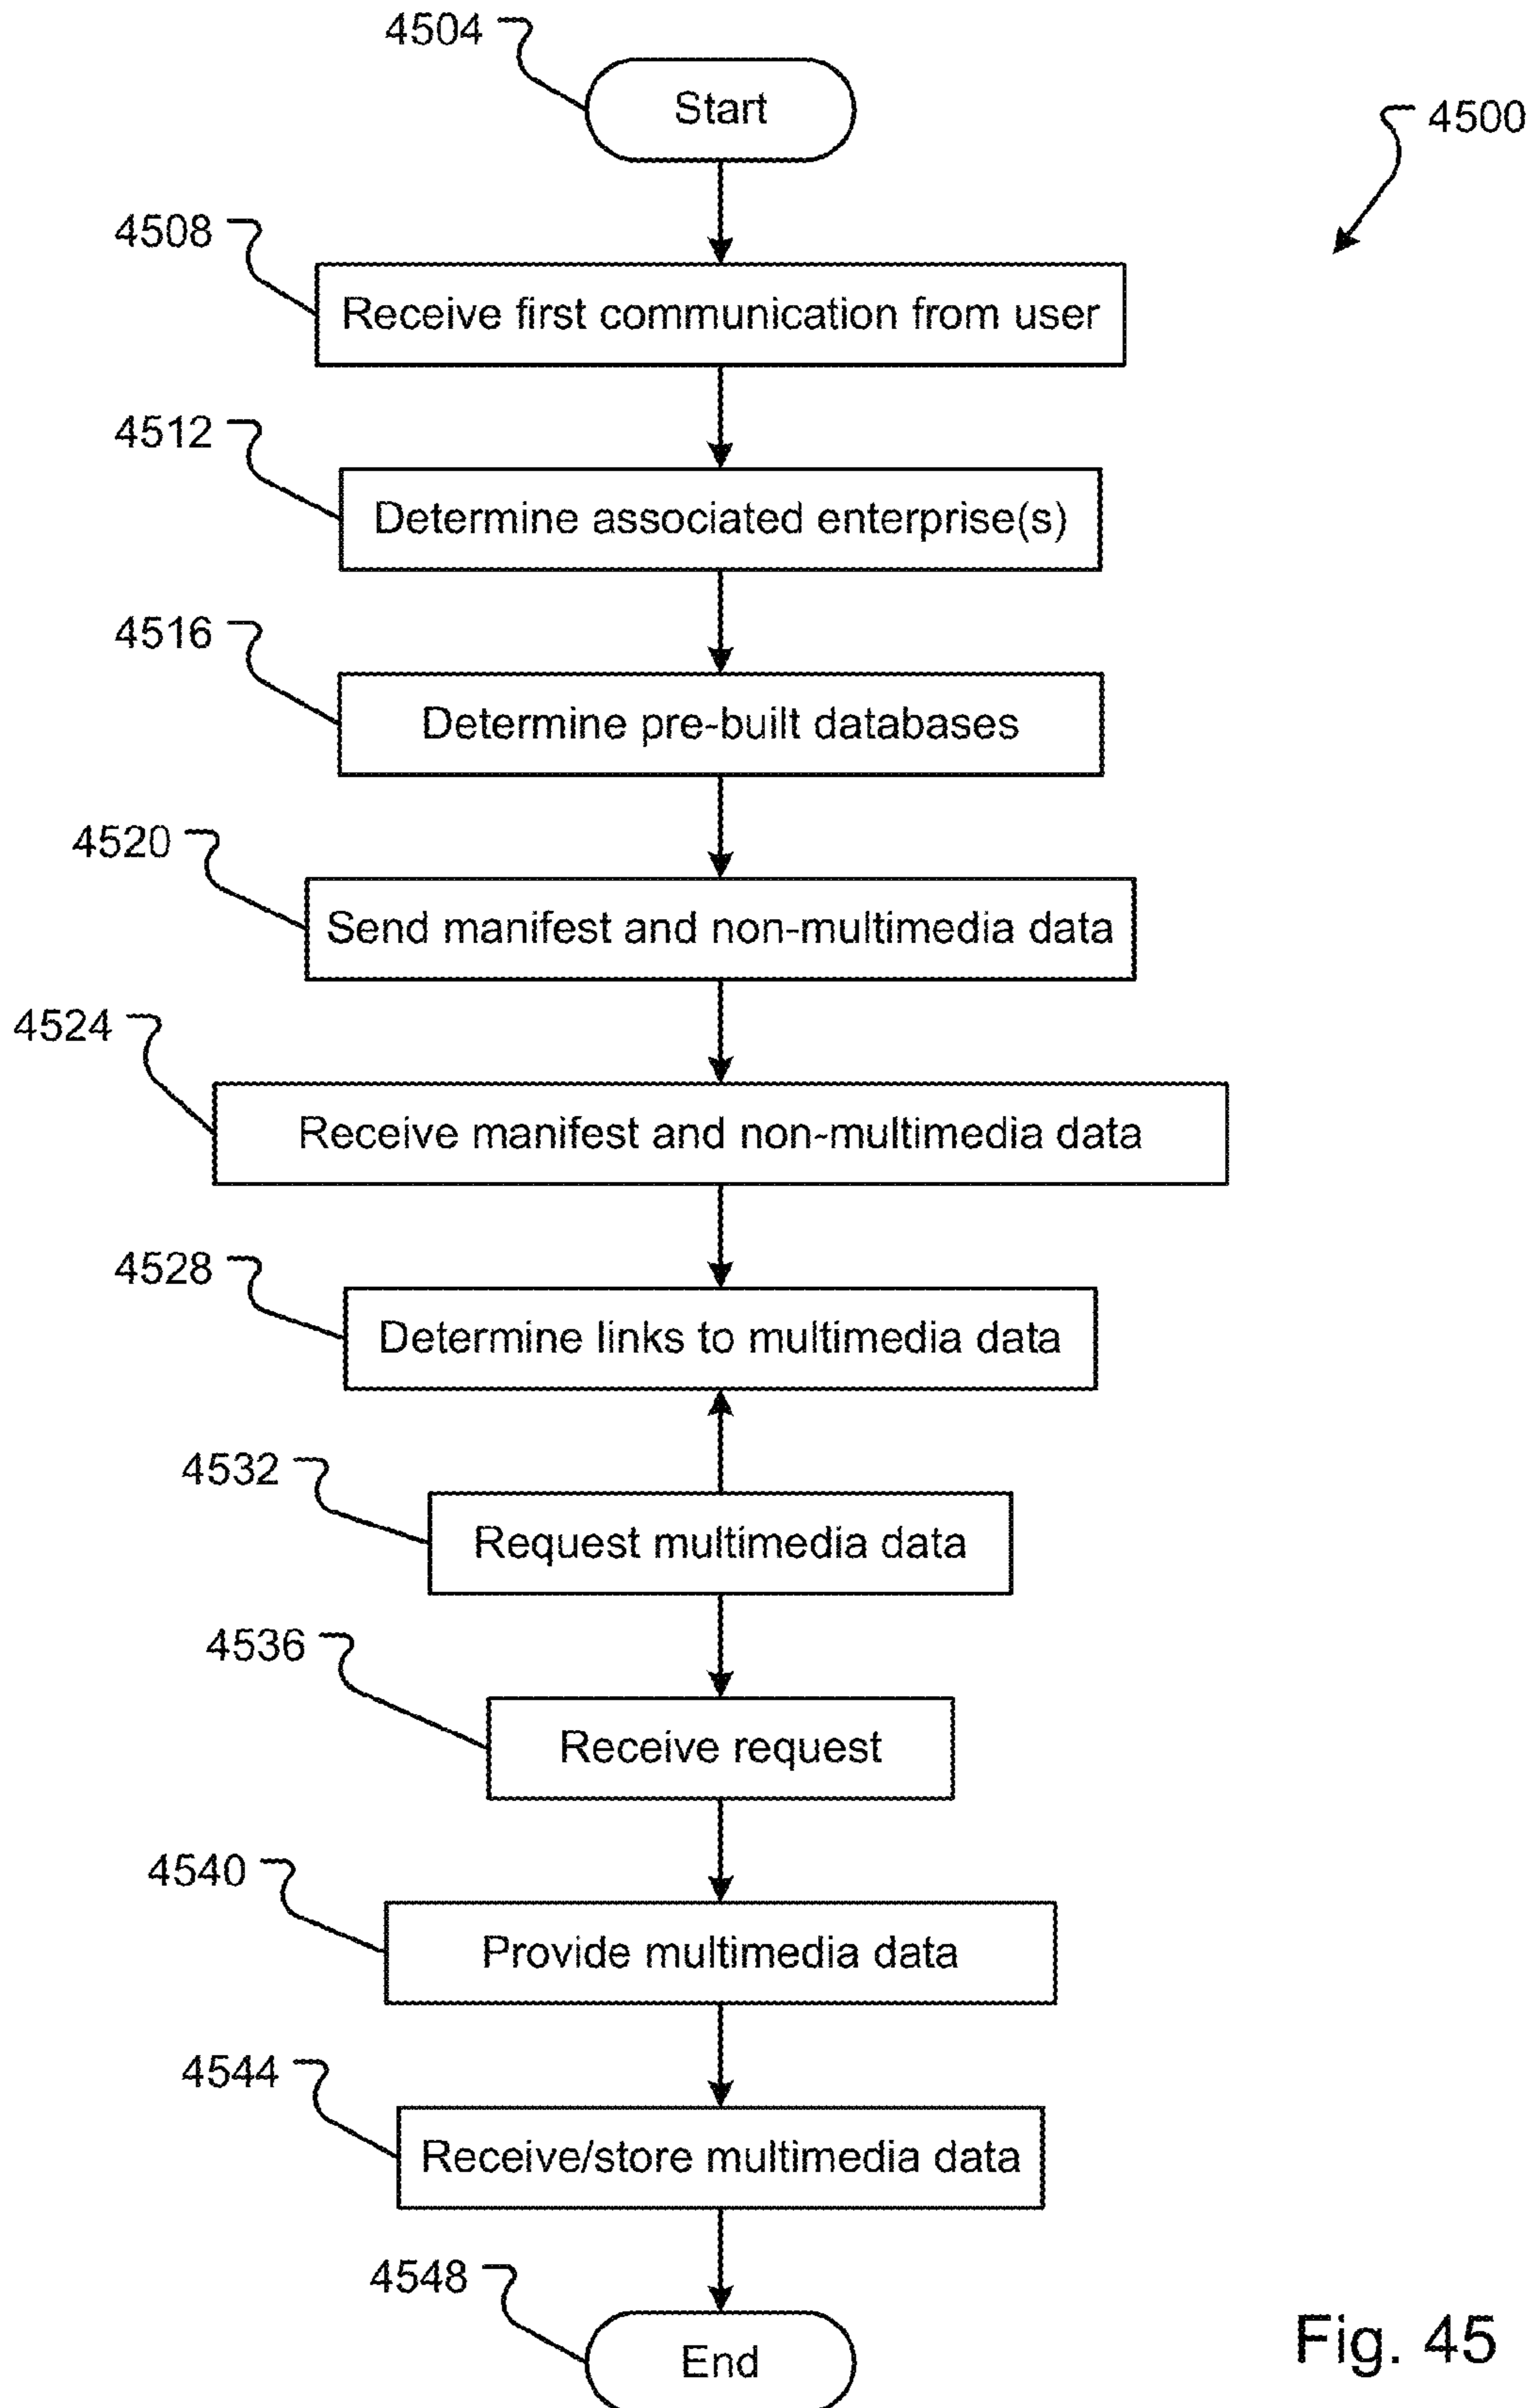 4504
Start
4500
4508
Receive first communication from user
4512
Determine associated enterprise(s)
4516
Determine pre-built databases
4520
Send manifest and non-multimedia data
4524
Receive manifest and non-multimedia data
4528
Determine links to multimedia data
4532
Request multimedia data
4536
Receive request
4540
Provide multimedia data
4544
Receive/store multimedia data
4548
End
Fig. 45